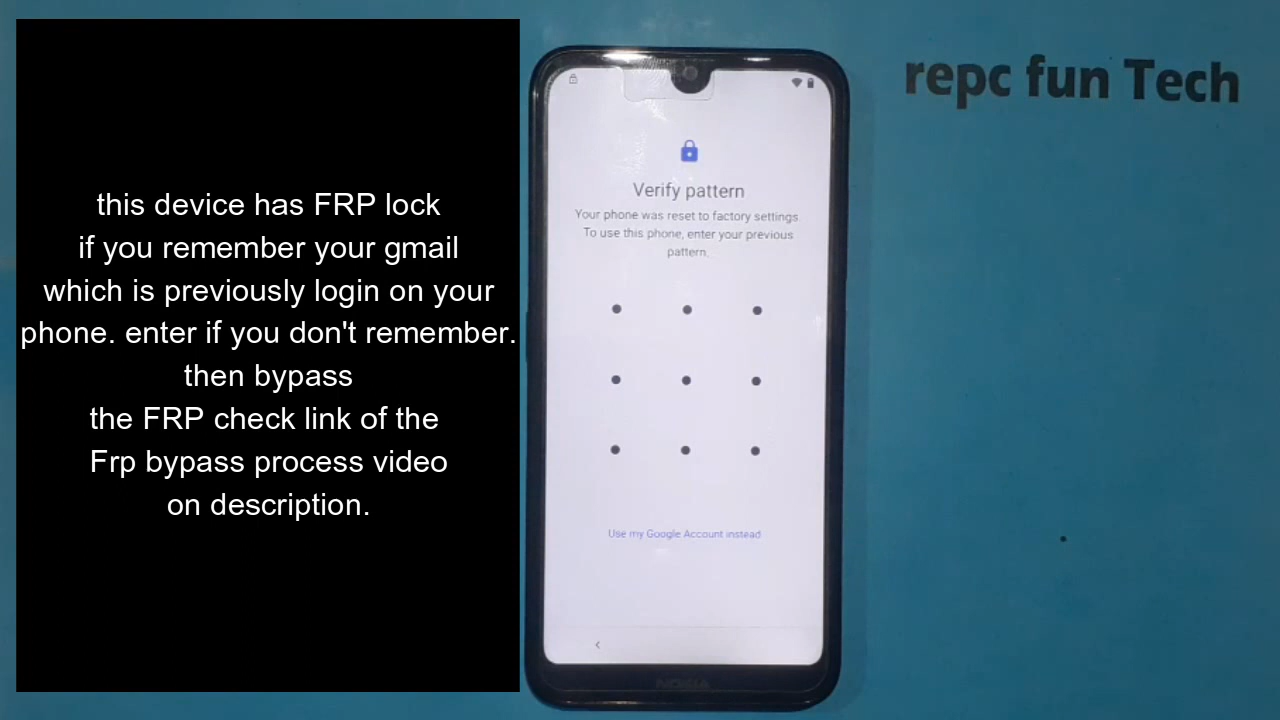 this device has FRP lock
if you remember your gmail
which is previously login on your
phone. enter if you don't remember.
then bypass
the FRP check link of the
Frp bypass process video
on description.
repc fun Tech
Verify pattern
Your phone was reset to factory settings.
To use this phone, enter your previous
pattern.
Use my Google Account instead
NOKIA